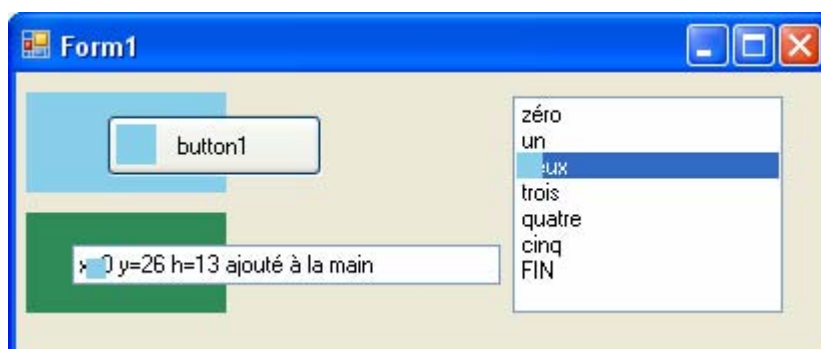 Form1
button1
y=26 h=13 ajouté à la main
zéro
un
trois
quatre
cinq
FIN